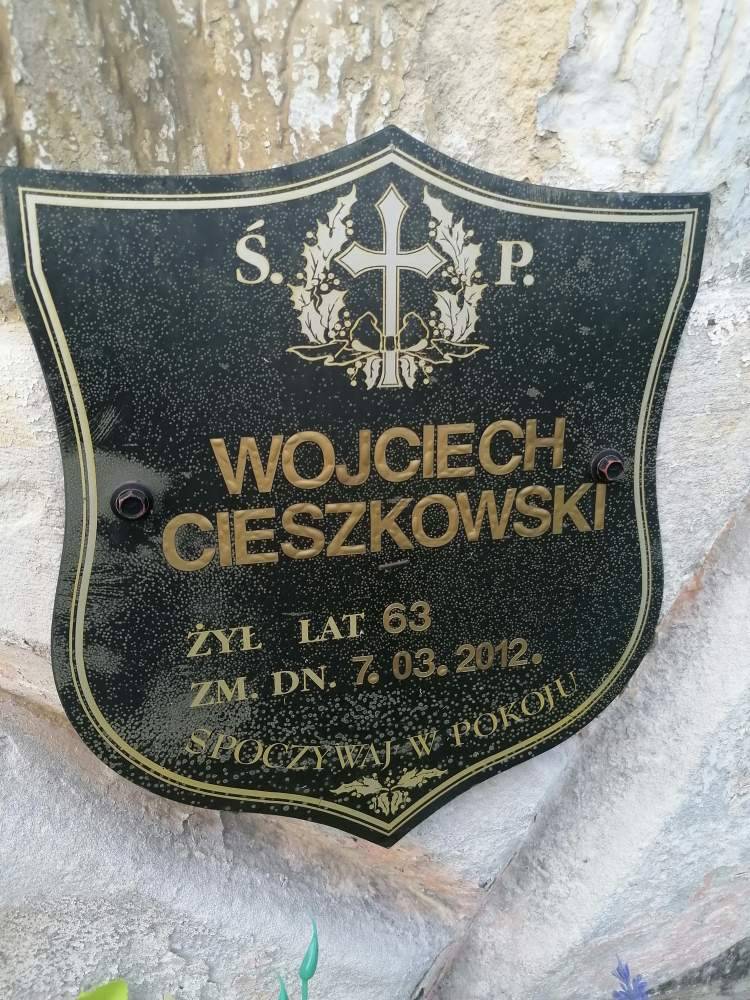 Ś. P.
WOJCIECH
CIESZKOWSKI
ŻYŁ LAT 63
ZM. DN. 7. 03. 2012.
SPOCZYWAJ W POKOJU